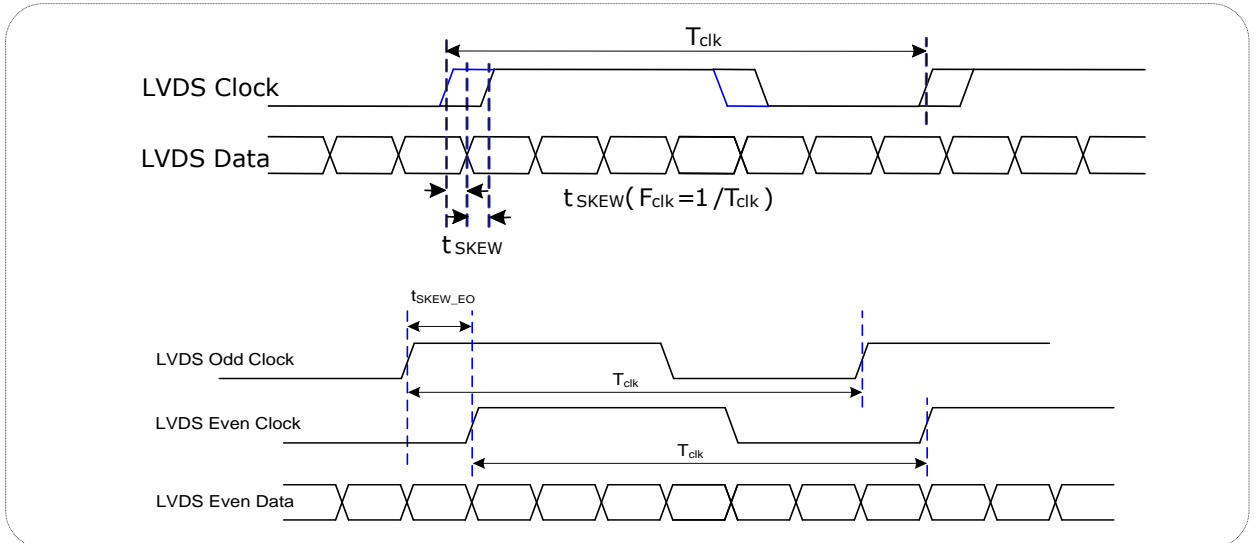 Tclk
LVDS Clock
LVDS Data
tSKEW(Fclk=1/Tclk)
tSKEW
tSKEW_EO
LVDS Odd Clock
Tclk
LVDS Even Clock
Tclk
LVDS Even Data